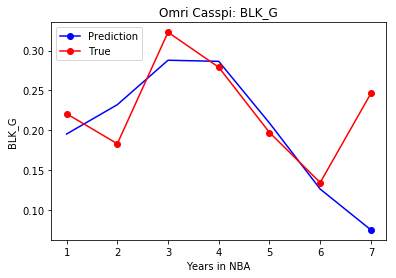 Omri Casspi: BLK_G
Prediction
True
0.30
0.25
0.20
0.15
0.10
BLK_G
1 2 3 4 5 6 7
Years in NBA